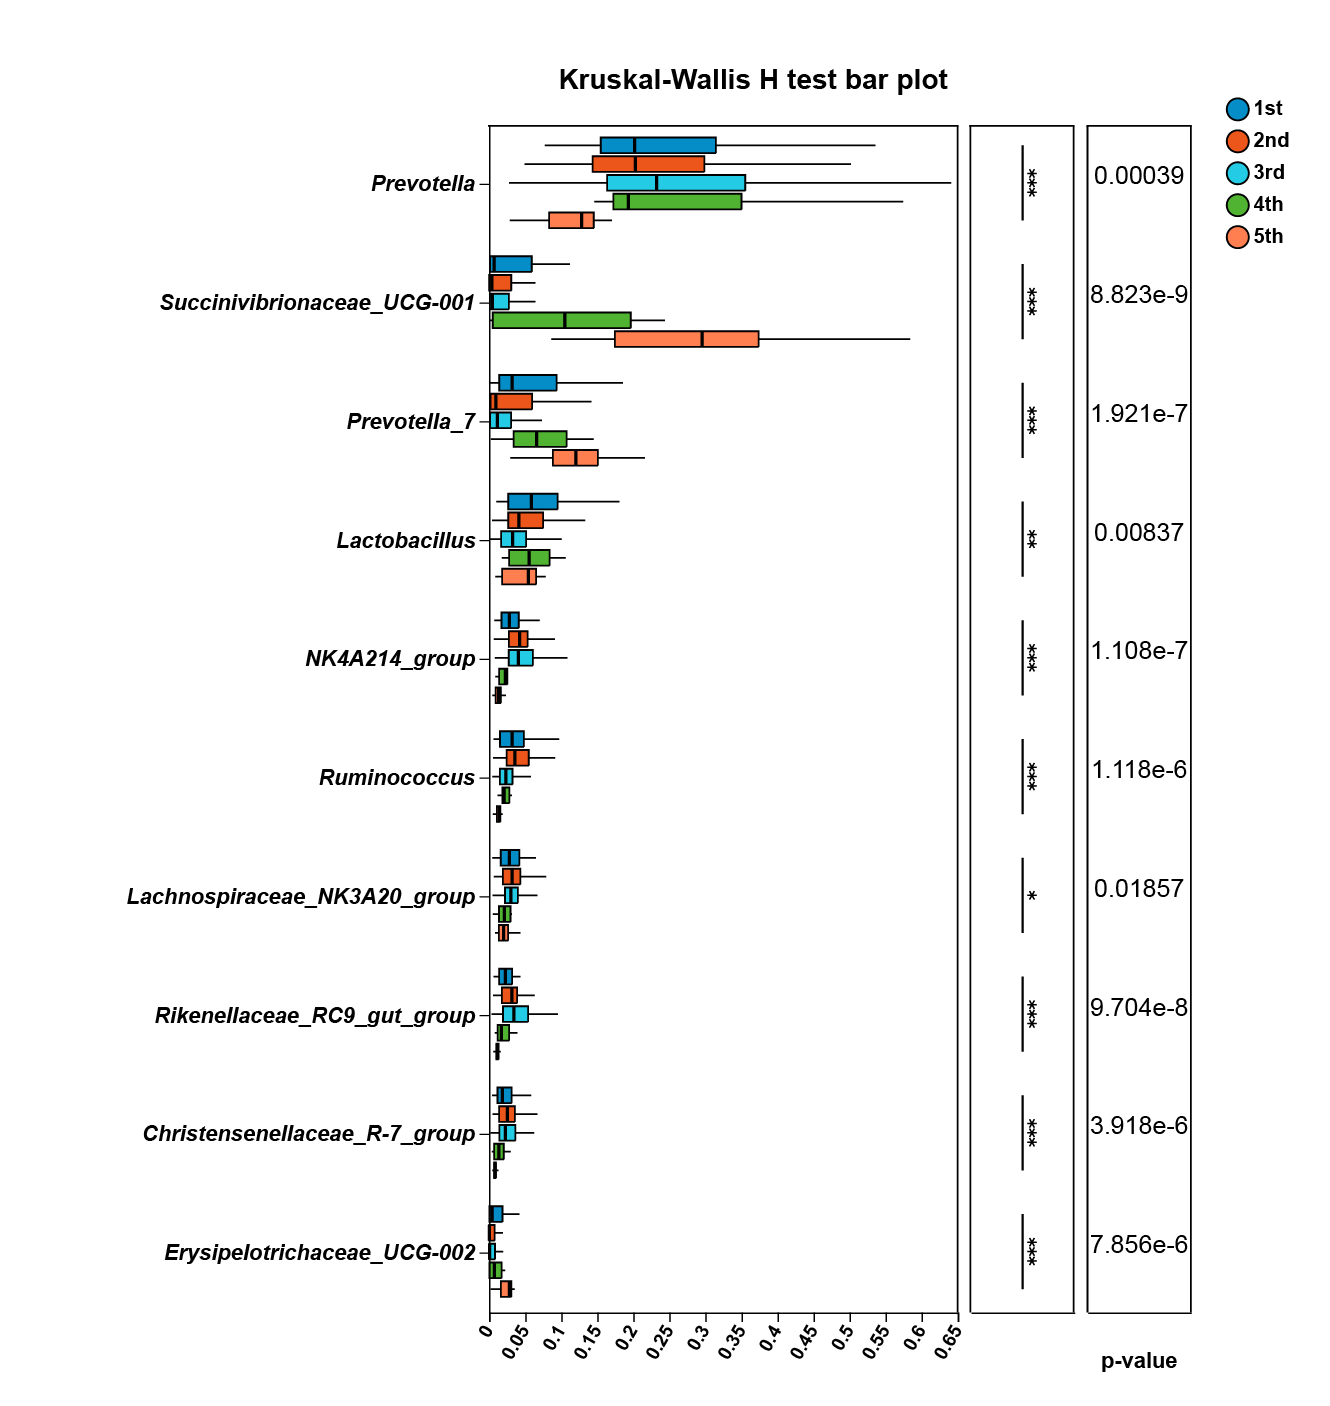 Kruskal-Wallis H test bar plot
1st
2nd
3rd
4th
5th
Prevotella *** 0.00039
Succinivibrionaceae_UCG-001 *** 8.823e-9
Prevotella_7 *** 1.921e-7
Lactobacillus ** 0.00837
NK4A214_group *** 1.108e-7
Ruminococcus *** 1.118e-6
Lachnospiraceae_NK3A20_group * 0.01857
Rikenellaceae_RC9_gut_group *** 9.704e-8
Christensenellaceae_R-7_group *** 3.918e-6
Erysipelotrichaceae_UCG-002 *** 7.856e-6
0 0.05 0.1 0.15 0.2 0.25 0.3 0.35 0.4 0.45 0.5 0.55 0.6 0.65
p-value